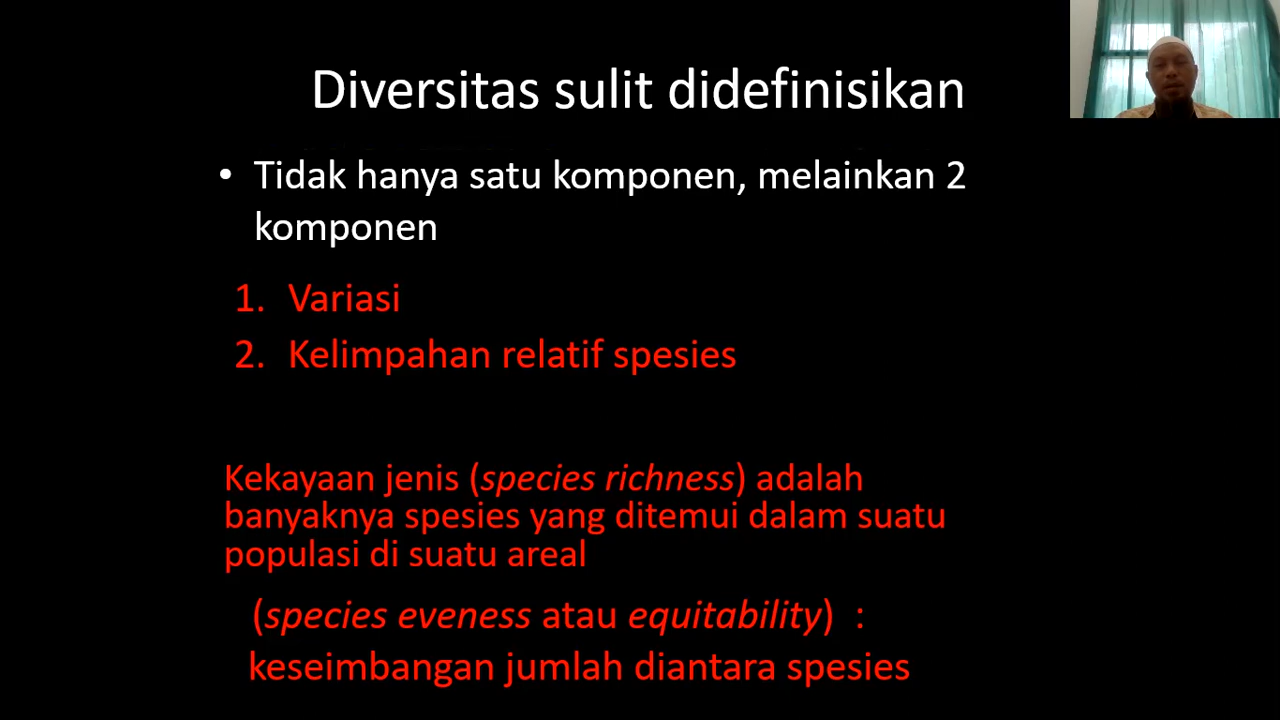 Diversitas sulit didefinisikan
• Tidak hanya satu komponen, melainkan 2
komponen
1. Variasi
2. Kelimpahan relatif spesies
Kekayaan jenis (species richness) adalah
banyaknya spesies yang ditemui dalam suatu
populasi di suatu areal
(species eveness atau equitability) :
keseimbangan jumlah diantara spesies